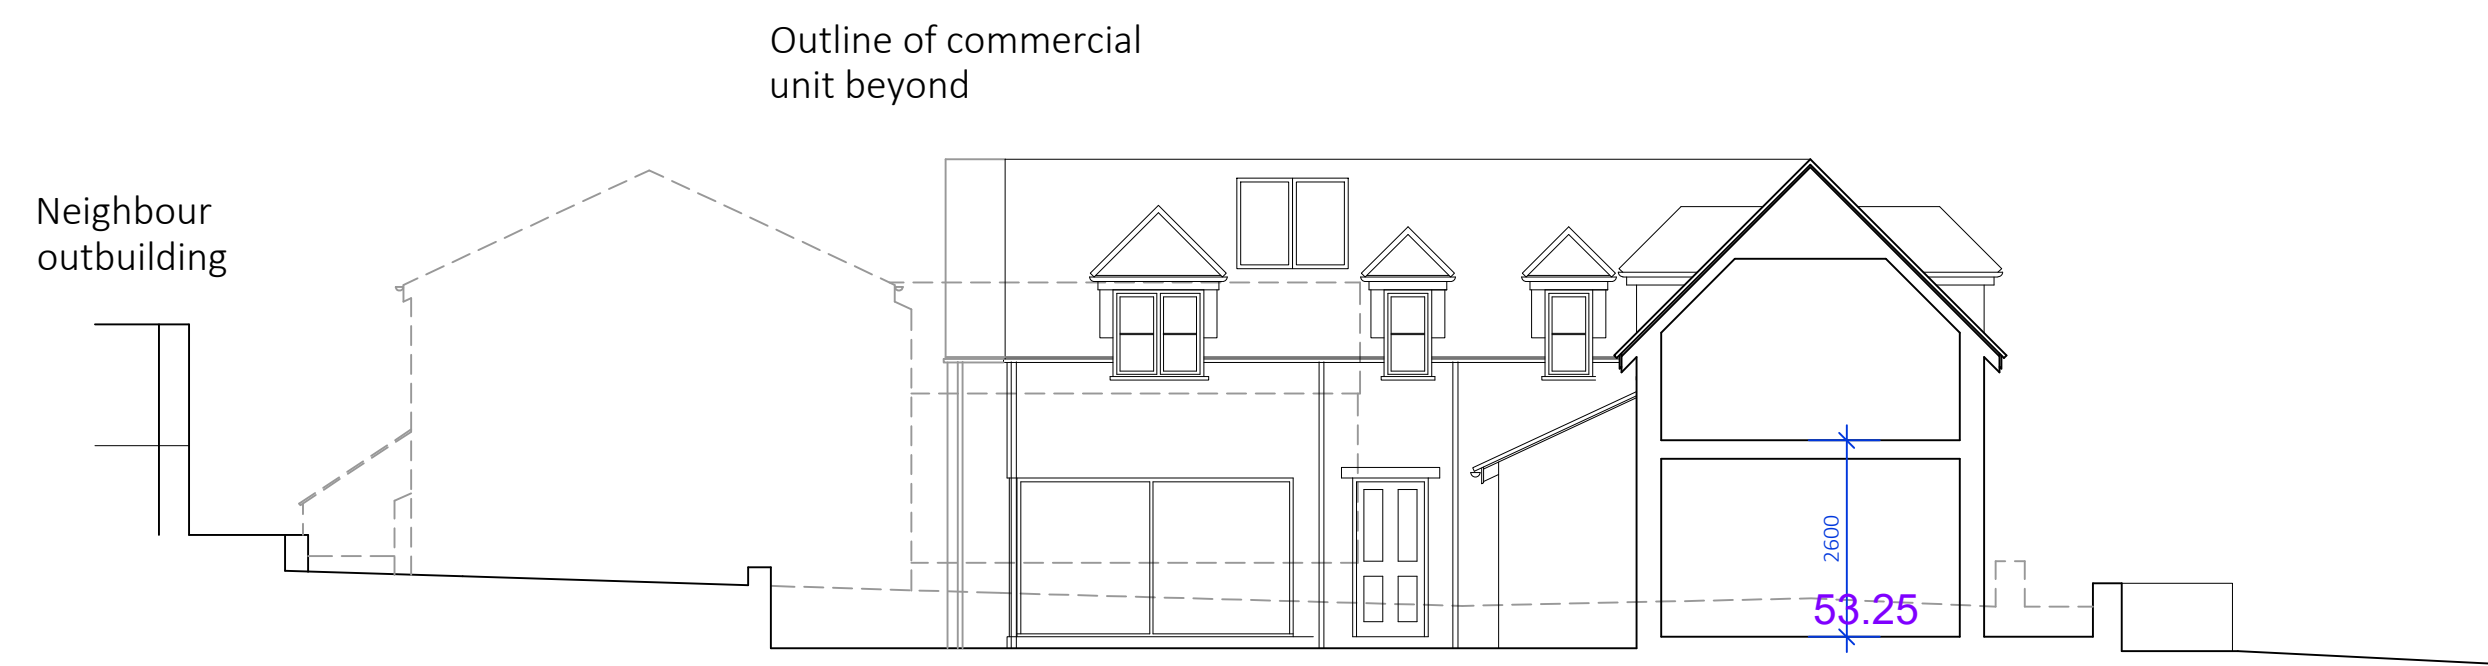 Outline of commercial
unit beyond
Neighbour
outbuilding
2600
53.25